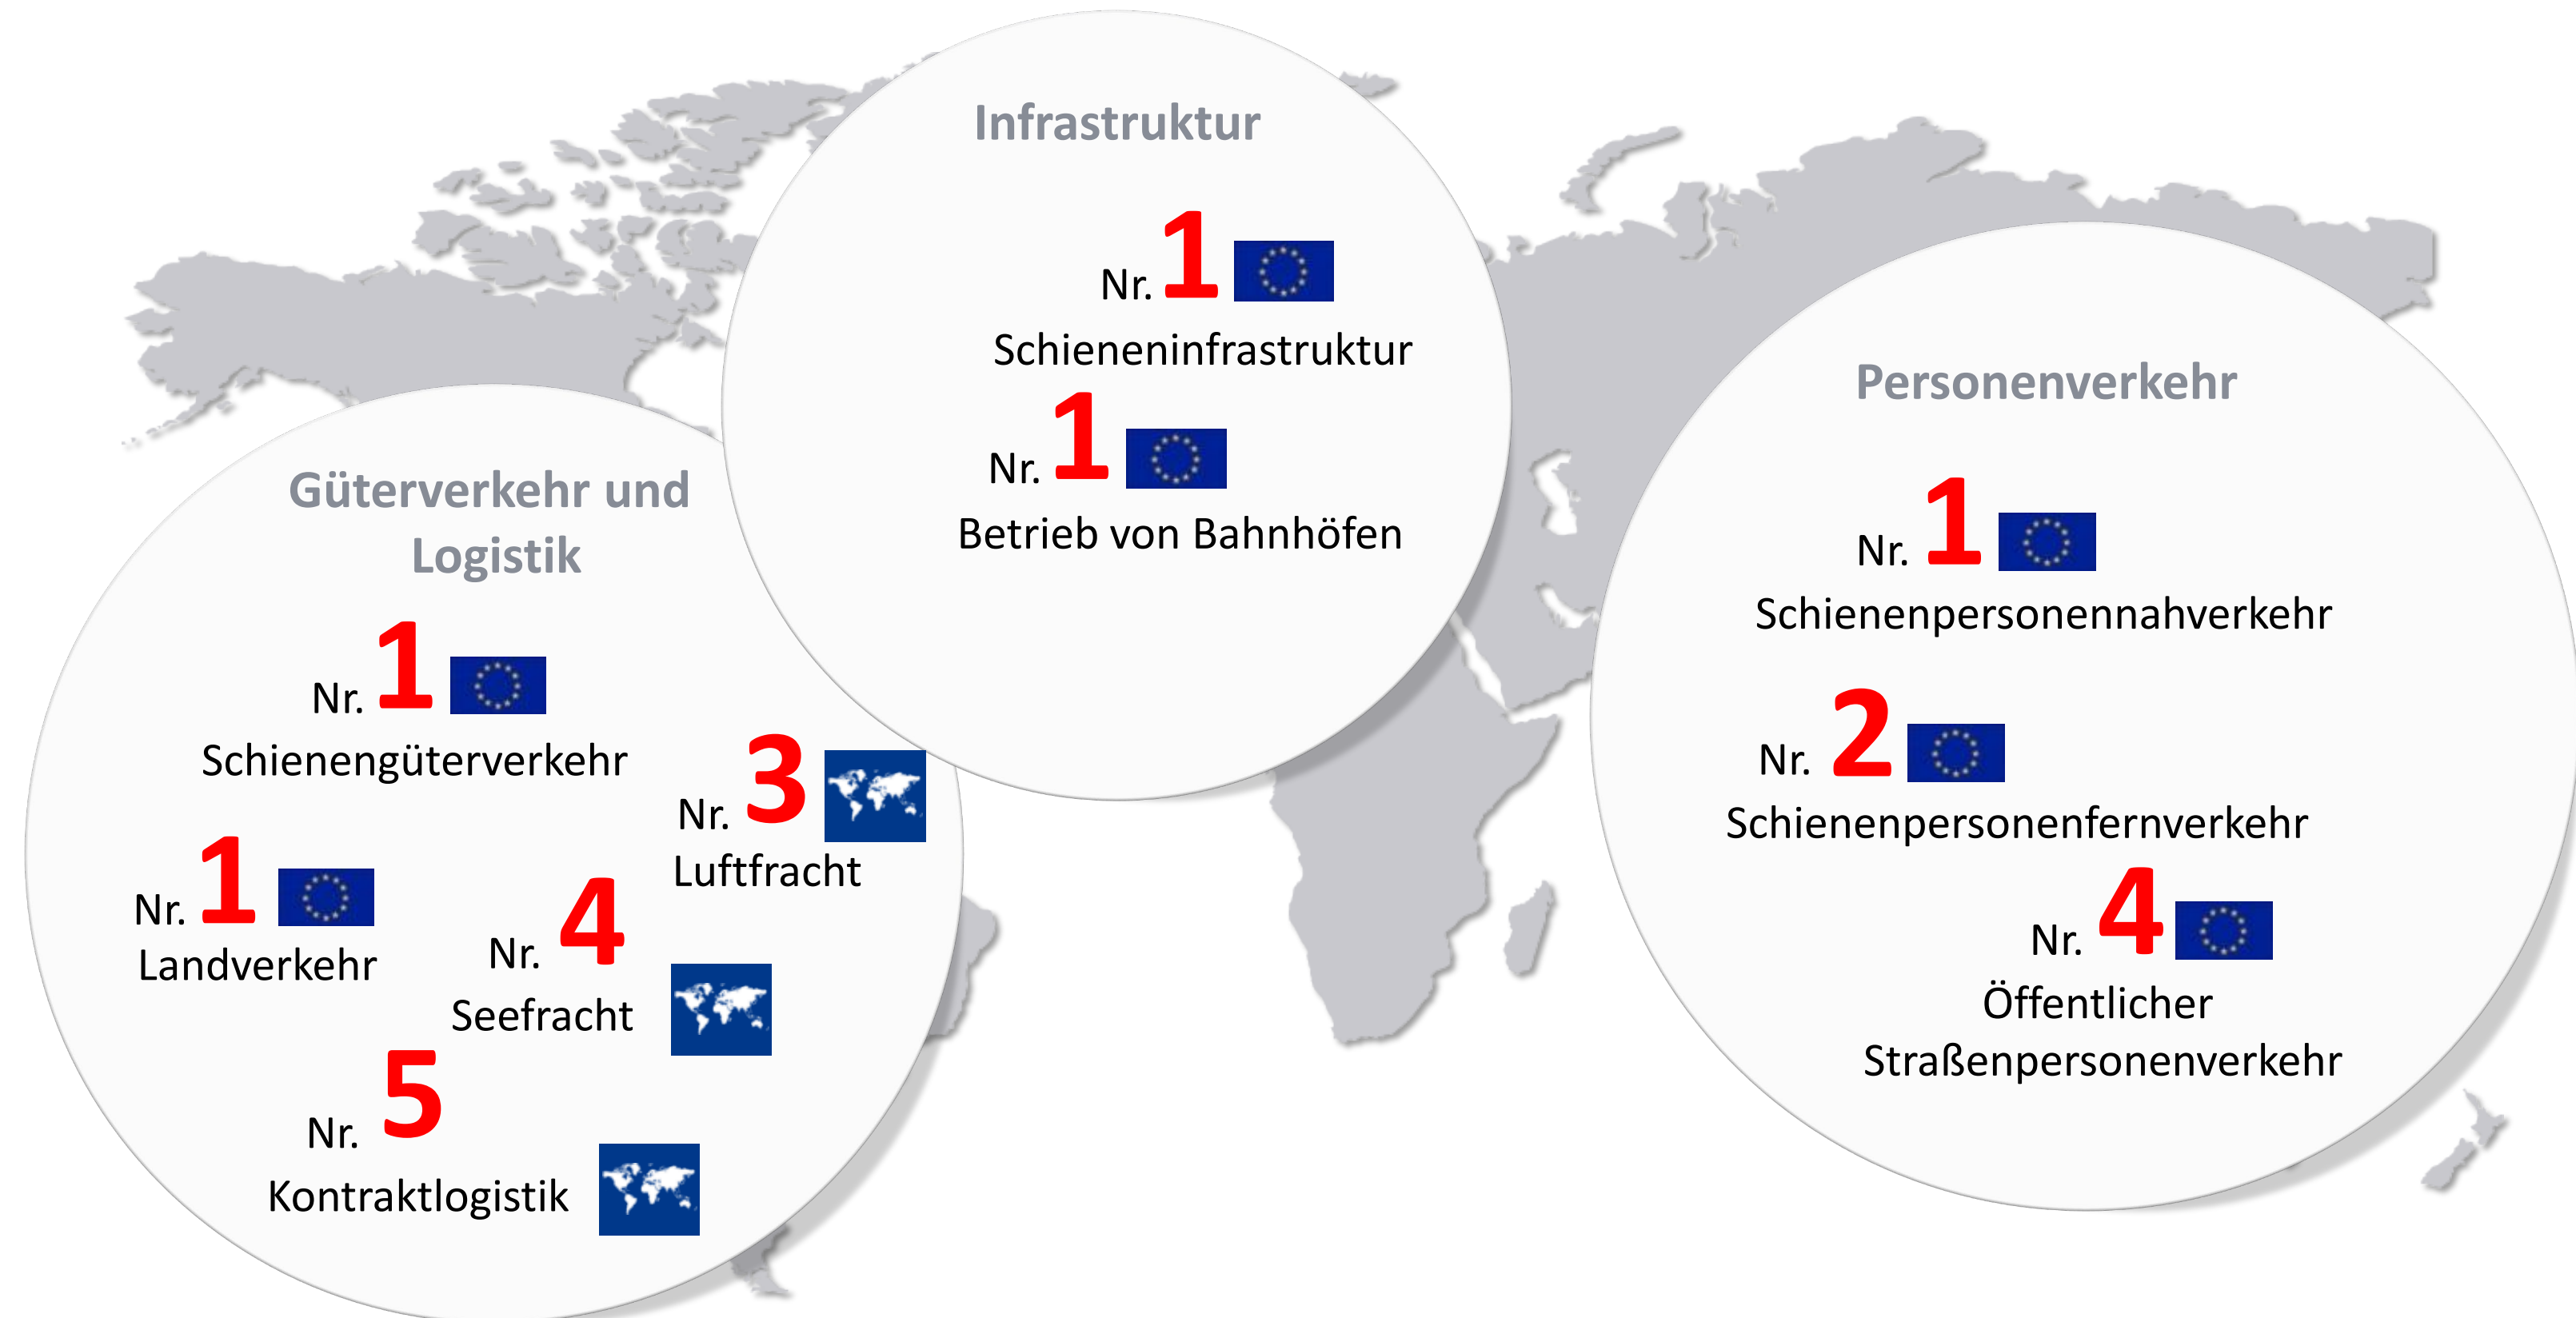 Infrastruktur
Nr. 1
Schieneninfrastruktur
Nr. 1
Betrieb von Bahnhöfen
Güterverkehr und
Logistik
Nr. 1
Schienengüterverkehr
Nr. 3
Luftfracht
Nr. 1
Landverkehr
Nr. 4
Seefracht
Nr. 5
Kontraktlogistik
Personenverkehr
Nr. 1
Schienenpersonennahverkehr
Nr. 2
Schienenpersonenfernverkehr
Nr. 4
Öffentlicher
Straßenpersonenverkehr